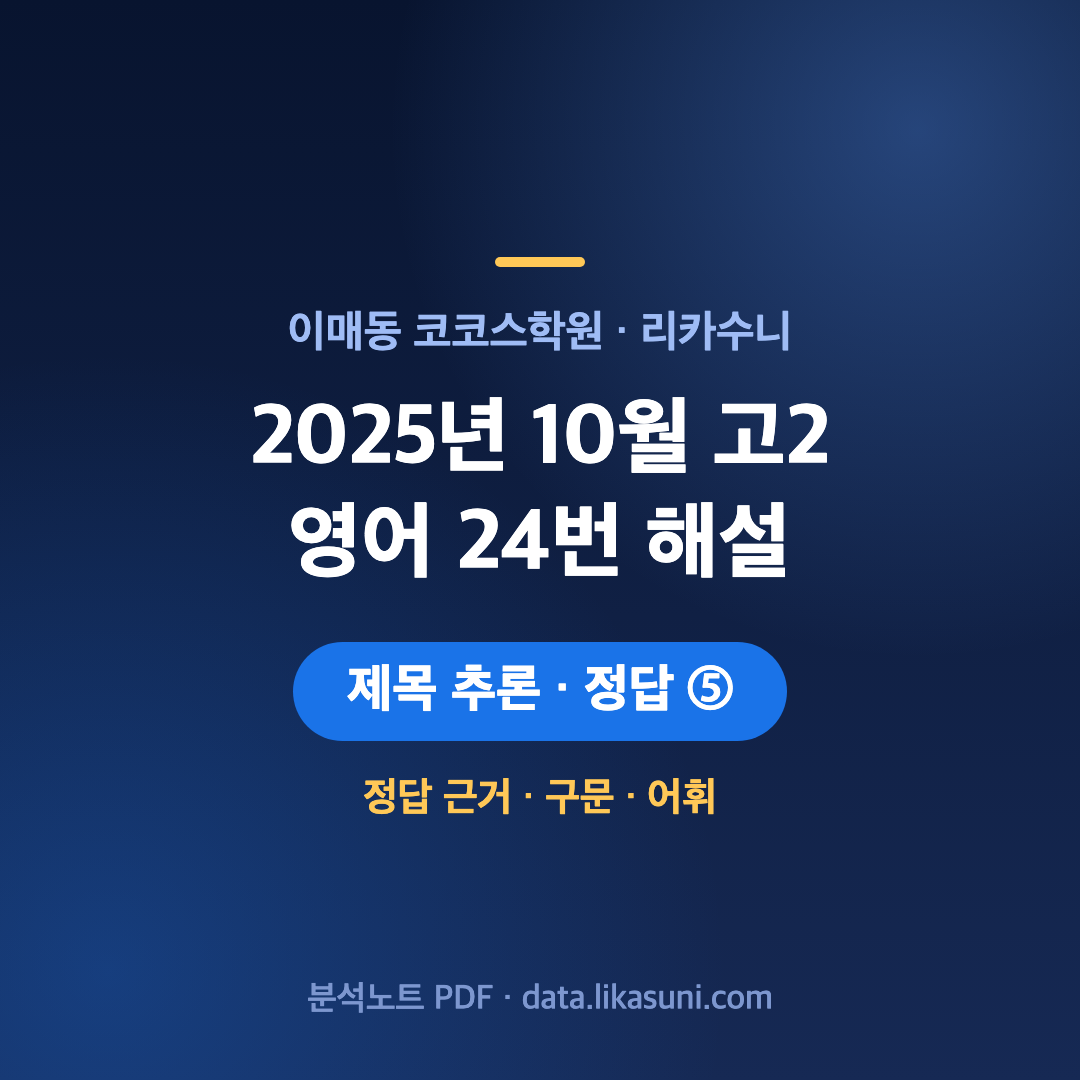 이매동 코코스학원 · 리카수니
2025년 10월 고2
영어 24번 해설
제목 추론 · 정답 ⑤
정답 근거 · 구문 · 어휘
분석노트 PDF · data.likasuni.com